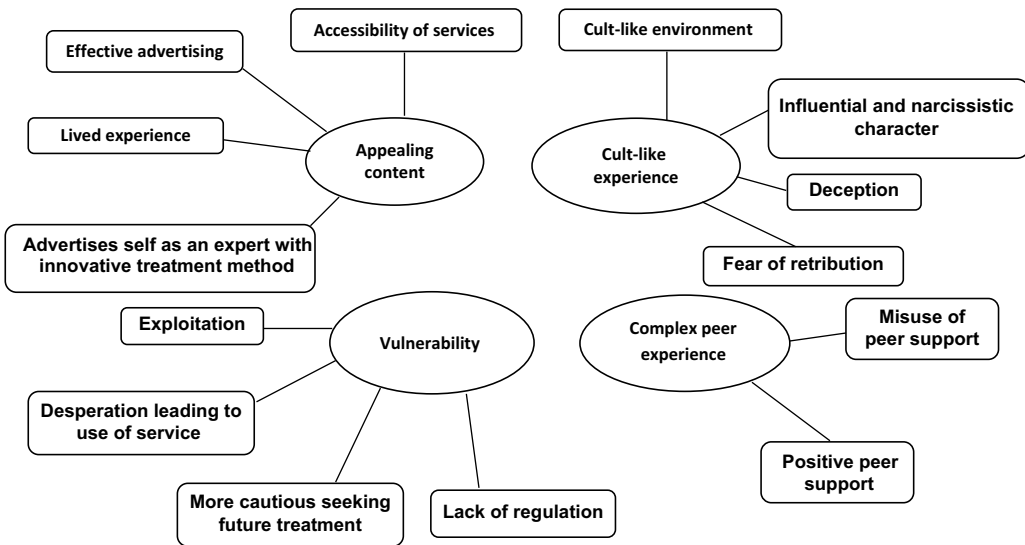 Accessibility of services
Effective advertising
Lived experience
Appealing
content
Advertises self as an expert with
innovative treatment method
Cult-like environment
Influential and narcissistic
character
Cult-like
experience
Deception
Fear of retribution
Exploitation
Vulnerability
Desperation leading to
use of service
More cautious seeking
future treatment
Lack of regulation
Complex peer
experience
Misuse of
peer support
Positive peer
support